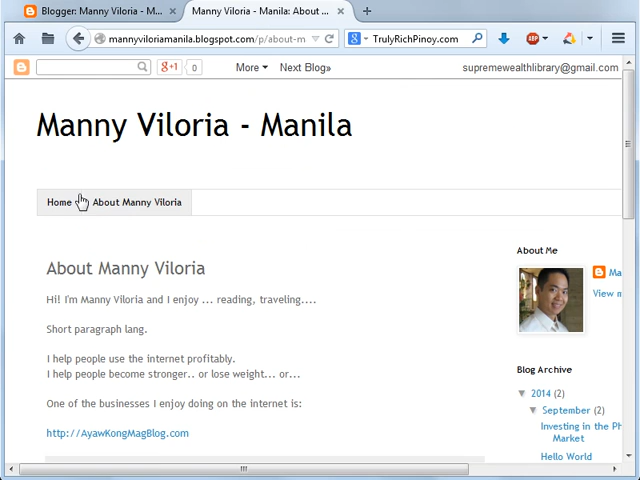 Blogger: Manny Viloria - M...
Manny Viloria - Manila: About ...
mannyviloriamanila.blogspot.com/p/about-m
TrulyRichPinoy.com
ABP
g+1
0
More
Next Blog»
supremewealthlibrary@gmail.com
Manny Viloria - Manila
Home
About Manny Viloria
About Manny Viloria
Hi! I'm Manny Viloria and I enjoy ... reading, traveling....
Short paragraph lang.
I help people use the internet profitably.
I help people become stronger.. or lose weight... or...
One of the businesses I enjoy doing on the internet is:
http://AyawKongMagBlog.com
About Me
Ma
View m
Blog Archive
▼ 2014 (2)
▼ September (2)
Investing in the Ph
Market
Hello World